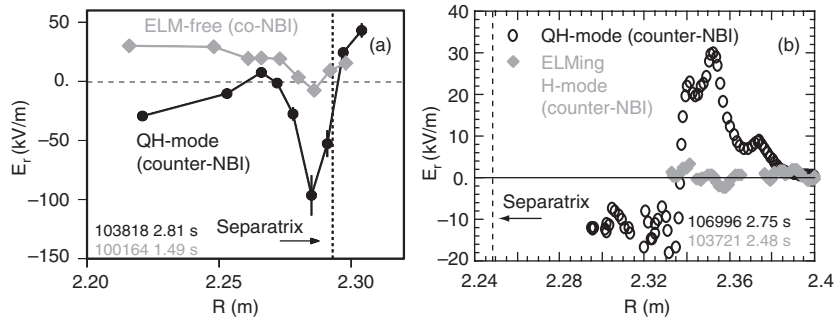 50
0.
–50
–100
–150
E_r (kV/m)
ELM-free (co-NBI)
(a)
QH-mode
(counter-NBI)
Separatrix
103818 2.81 s
100164 1.49 s
2.20
2.25
2.30
R (m)
40
30
20
10
0.
–10
–20
E_r (kV/m)
QH-mode (counter-NBI)
(b)
ELMing
H-mode
(counter-NBI)
Separatrix
106996 2.75 s
103721 2.48 s
2.24
2.28
2.32
2.36
2.4
R (m)